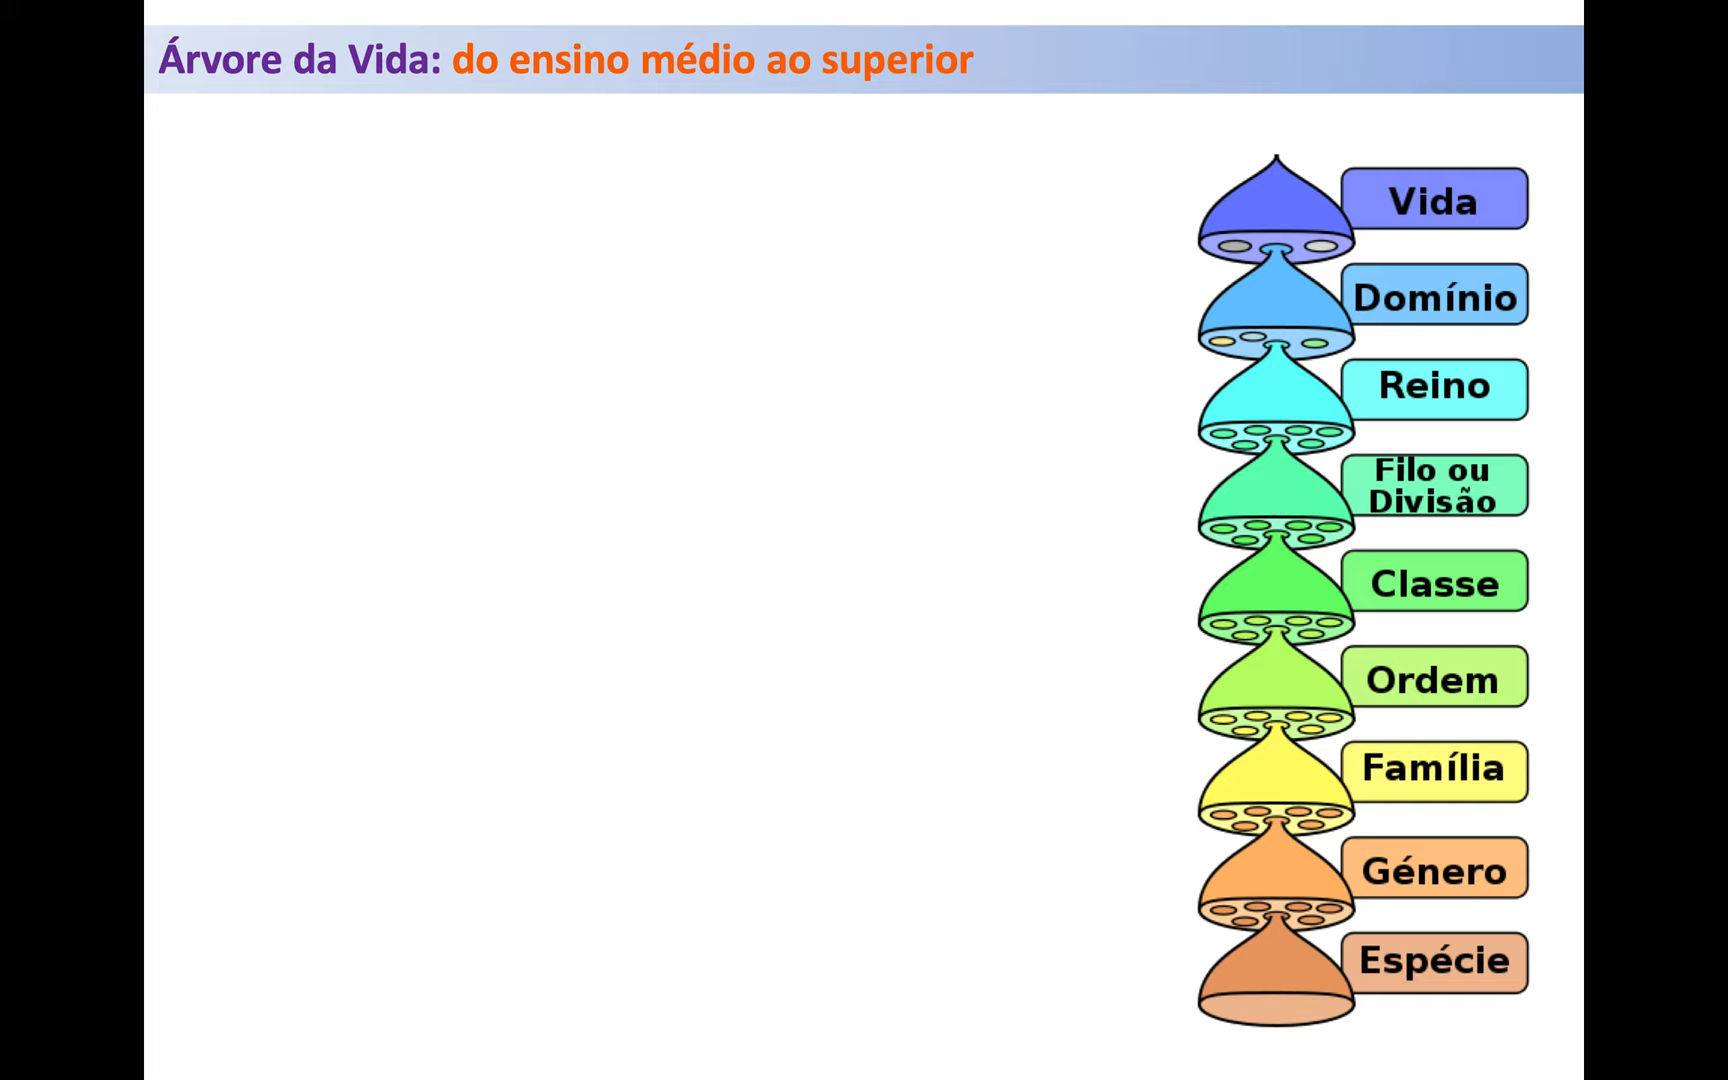 Árvore da Vida: do ensino médio ao superior
Vida
Domínio
Reino
Filo ou
Divisão
Classe
Ordem
Família
Género
Espécie